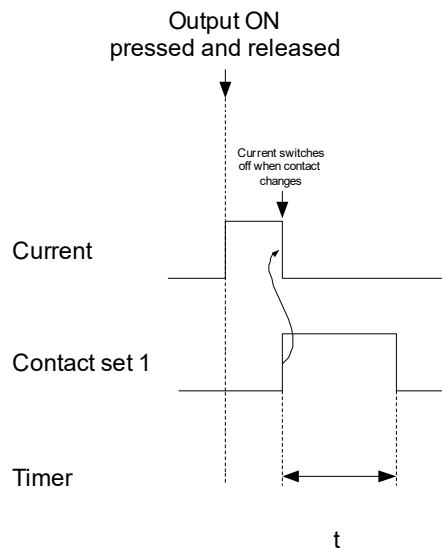 Output ON
pressed and released
Current switches
off when contact
changes
Current
Contact set 1
Timer
t